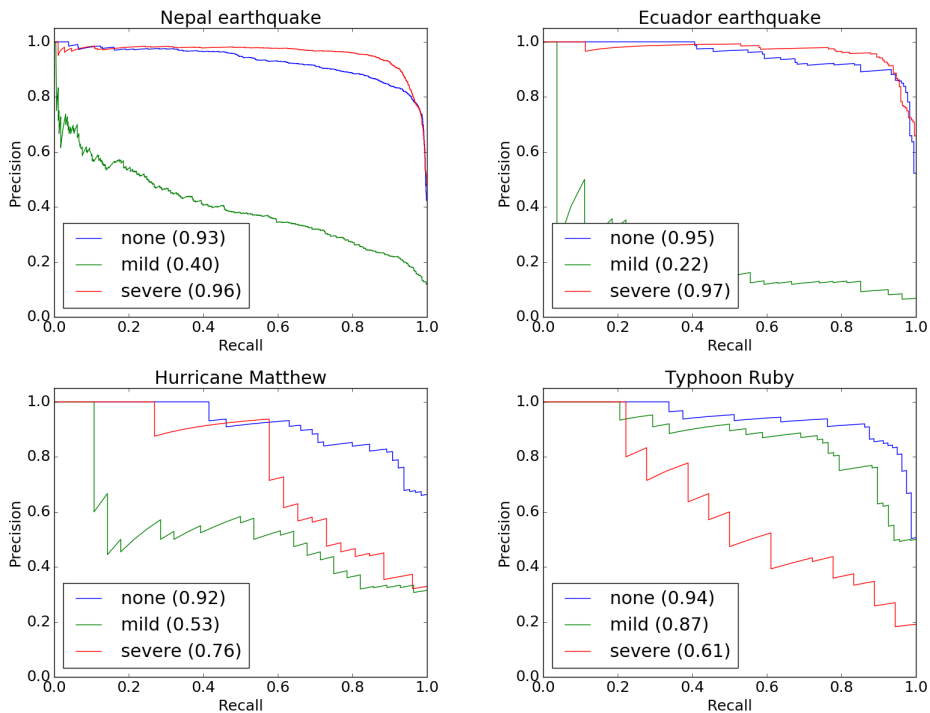 Nepal earthquake
1.0
0.8
0.6
0.4
0.2
0.0
Precision
none (0.93)
mild (0.40)
severe (0.96)
0.0 0.2 0.4 0.6 0.8 1.0
Recall
Ecuador earthquake
1.0
0.8
0.6
0.4
0.2
0.0
Precision
none (0.95)
mild (0.22)
severe (0.97)
0.0 0.2 0.4 0.6 0.8 1.0
Recall
Hurricane Matthew
1.0
0.8
0.6
0.4
0.2
0.0
Precision
none (0.92)
mild (0.53)
severe (0.76)
0.0 0.2 0.4 0.6 0.8 1.0
Recall
Typhoon Ruby
1.0
0.8
0.6
0.4
0.2
0.0
Precision
none (0.94)
mild (0.87)
severe (0.61)
0.0 0.2 0.4 0.6 0.8 1.0
Recall